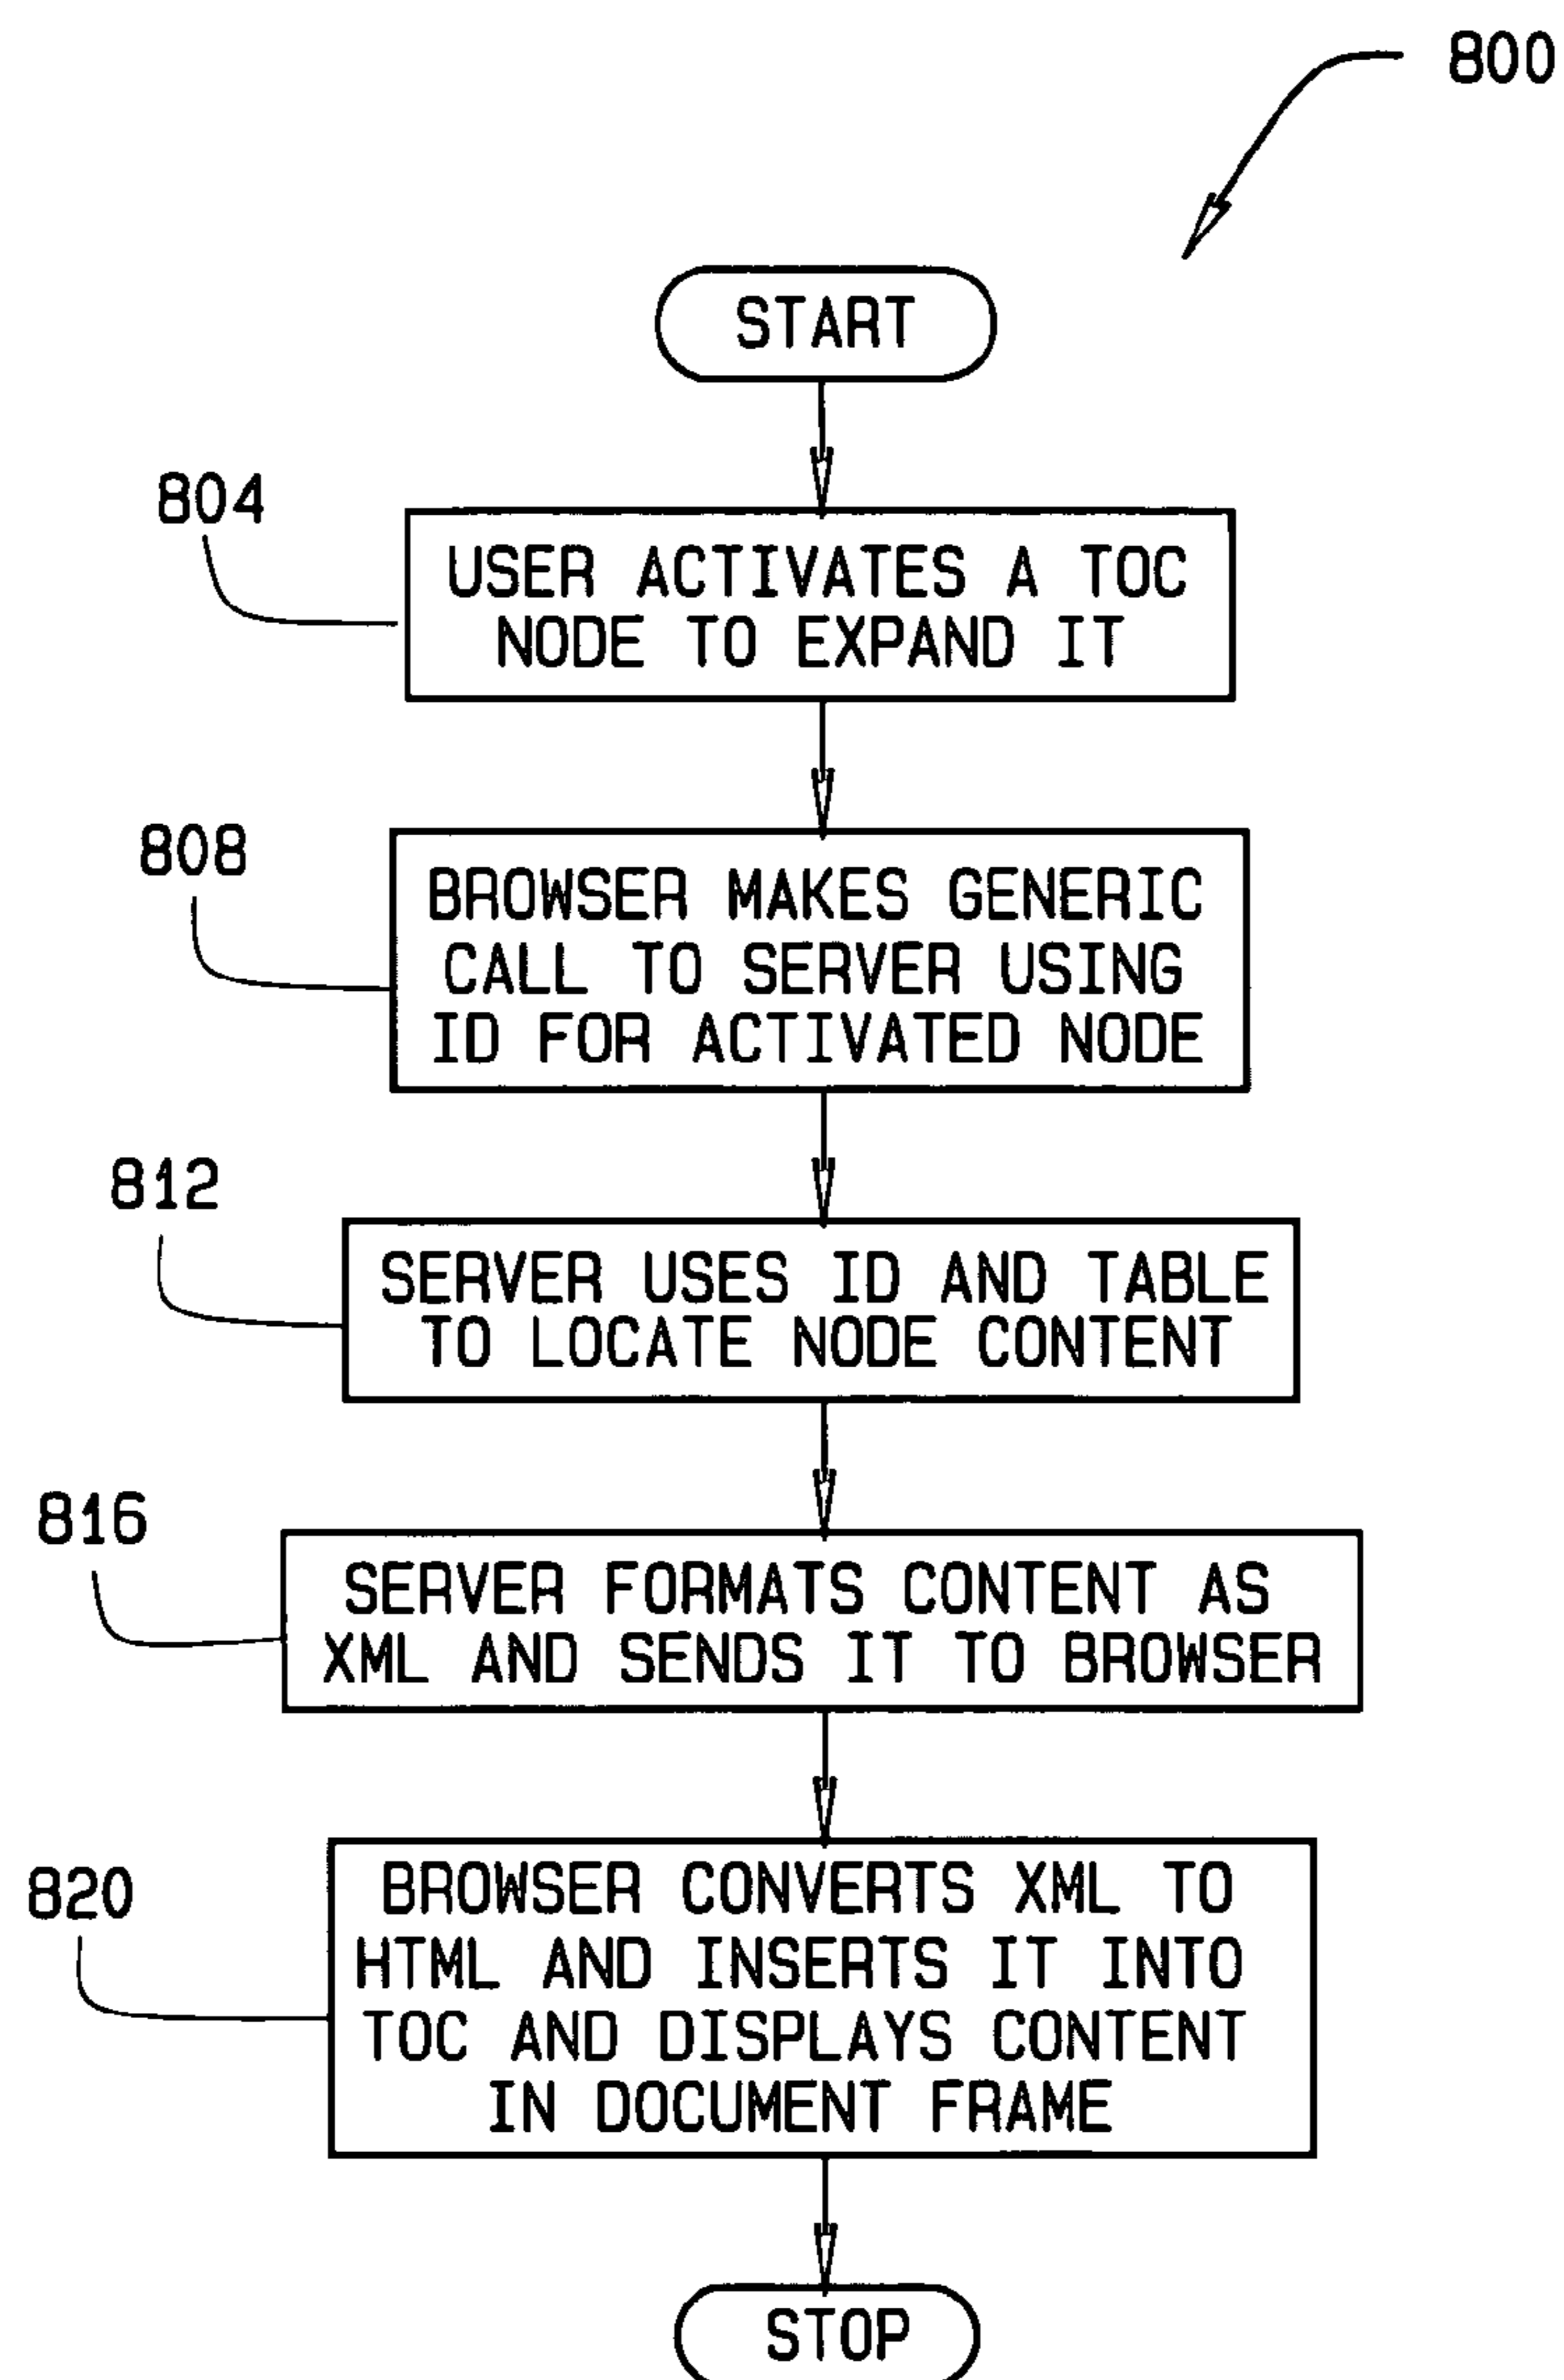 800
START
804
USER ACTIVATES A TOC
NODE TO EXPAND IT
808
BROWSER MAKES GENERIC
CALL TO SERVER USING
ID FOR ACTIVATED NODE
812
SERVER USES ID AND TABLE
TO LOCATE NODE CONTENT
816
SERVER FORMATS CONTENT AS
XML AND SENDS IT TO BROWSER
820
BROWSER CONVERTS XML TO
HTML AND INSERTS IT INTO
TOC AND DISPLAYS CONTENT
IN DOCUMENT FRAME
STOP